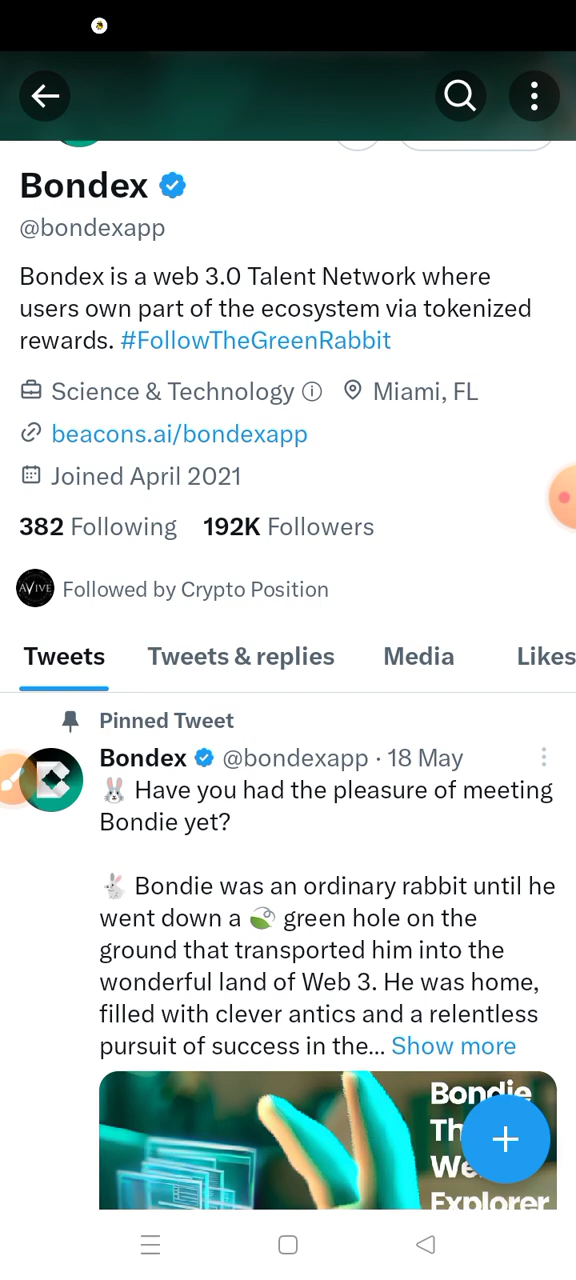 Bondex
@bondexapp
Bondex is a web 3.0 Talent Network where
users own part of the ecosystem via tokenized
rewards. #FollowTheGreenRabbit
Science & Technology Miami, FL
beacons.ai/bondexapp
Joined April 2021
382 Following 192K Followers
AVIVE Followed by Crypto Position
Tweets Tweets & replies Media Likes
Pinned Tweet
Bondex @bondexapp · 18 May
🐰 Have you had the pleasure of meeting
Bondie yet?
🐇 Bondie was an ordinary rabbit until he
went down a 🍃 green hole on the
ground that transported him into the
wonderful land of Web 3. He was home,
filled with clever antics and a relentless
pursuit of success in the... Show more
Bondie
Explorer